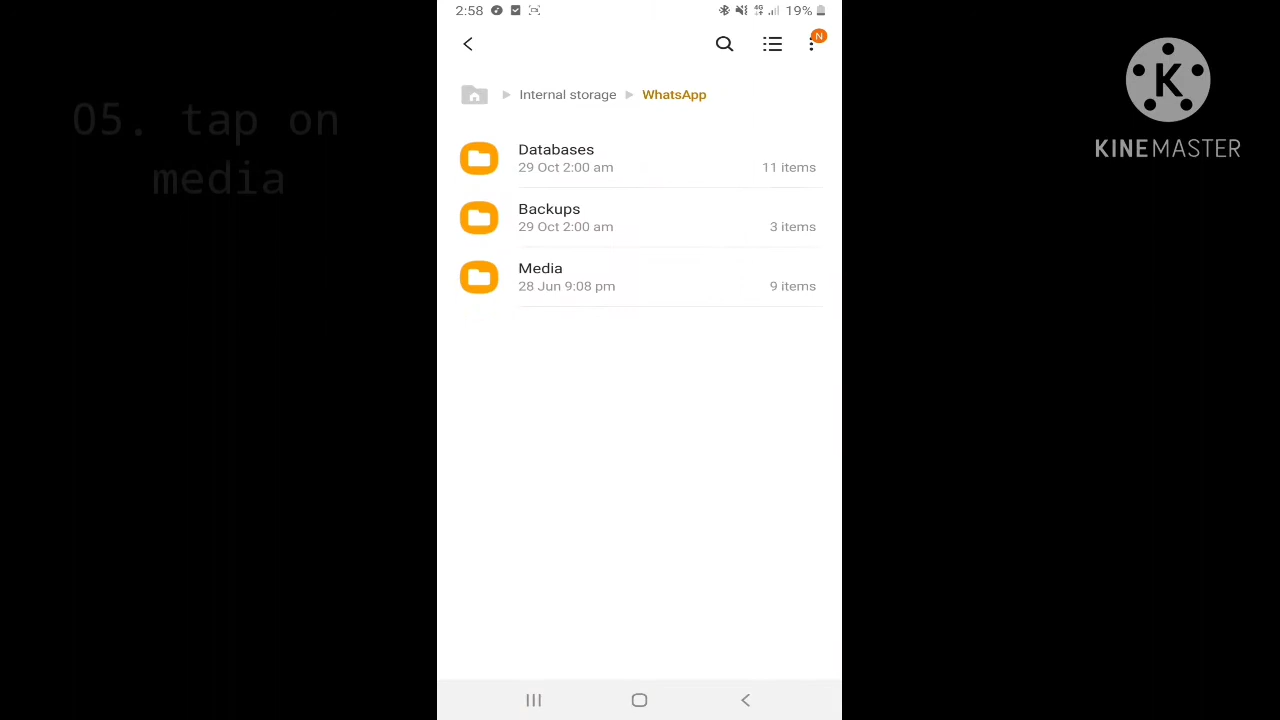 05. tap on
media
2:58
19%
N
Internal storage
WhatsApp
Databases
29 Oct 2:00 am
11 items
Backups
29 Oct 2:00 am
3 items
Media
28 Jun 9:08 pm
9 items
K
KINEMASTER